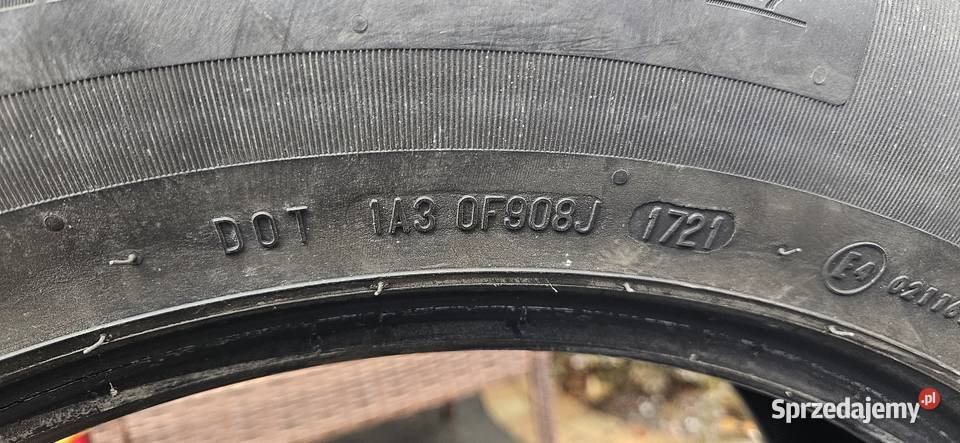 DOT 1A3 0F908J 1721
E4
Sprzedajemy.pl